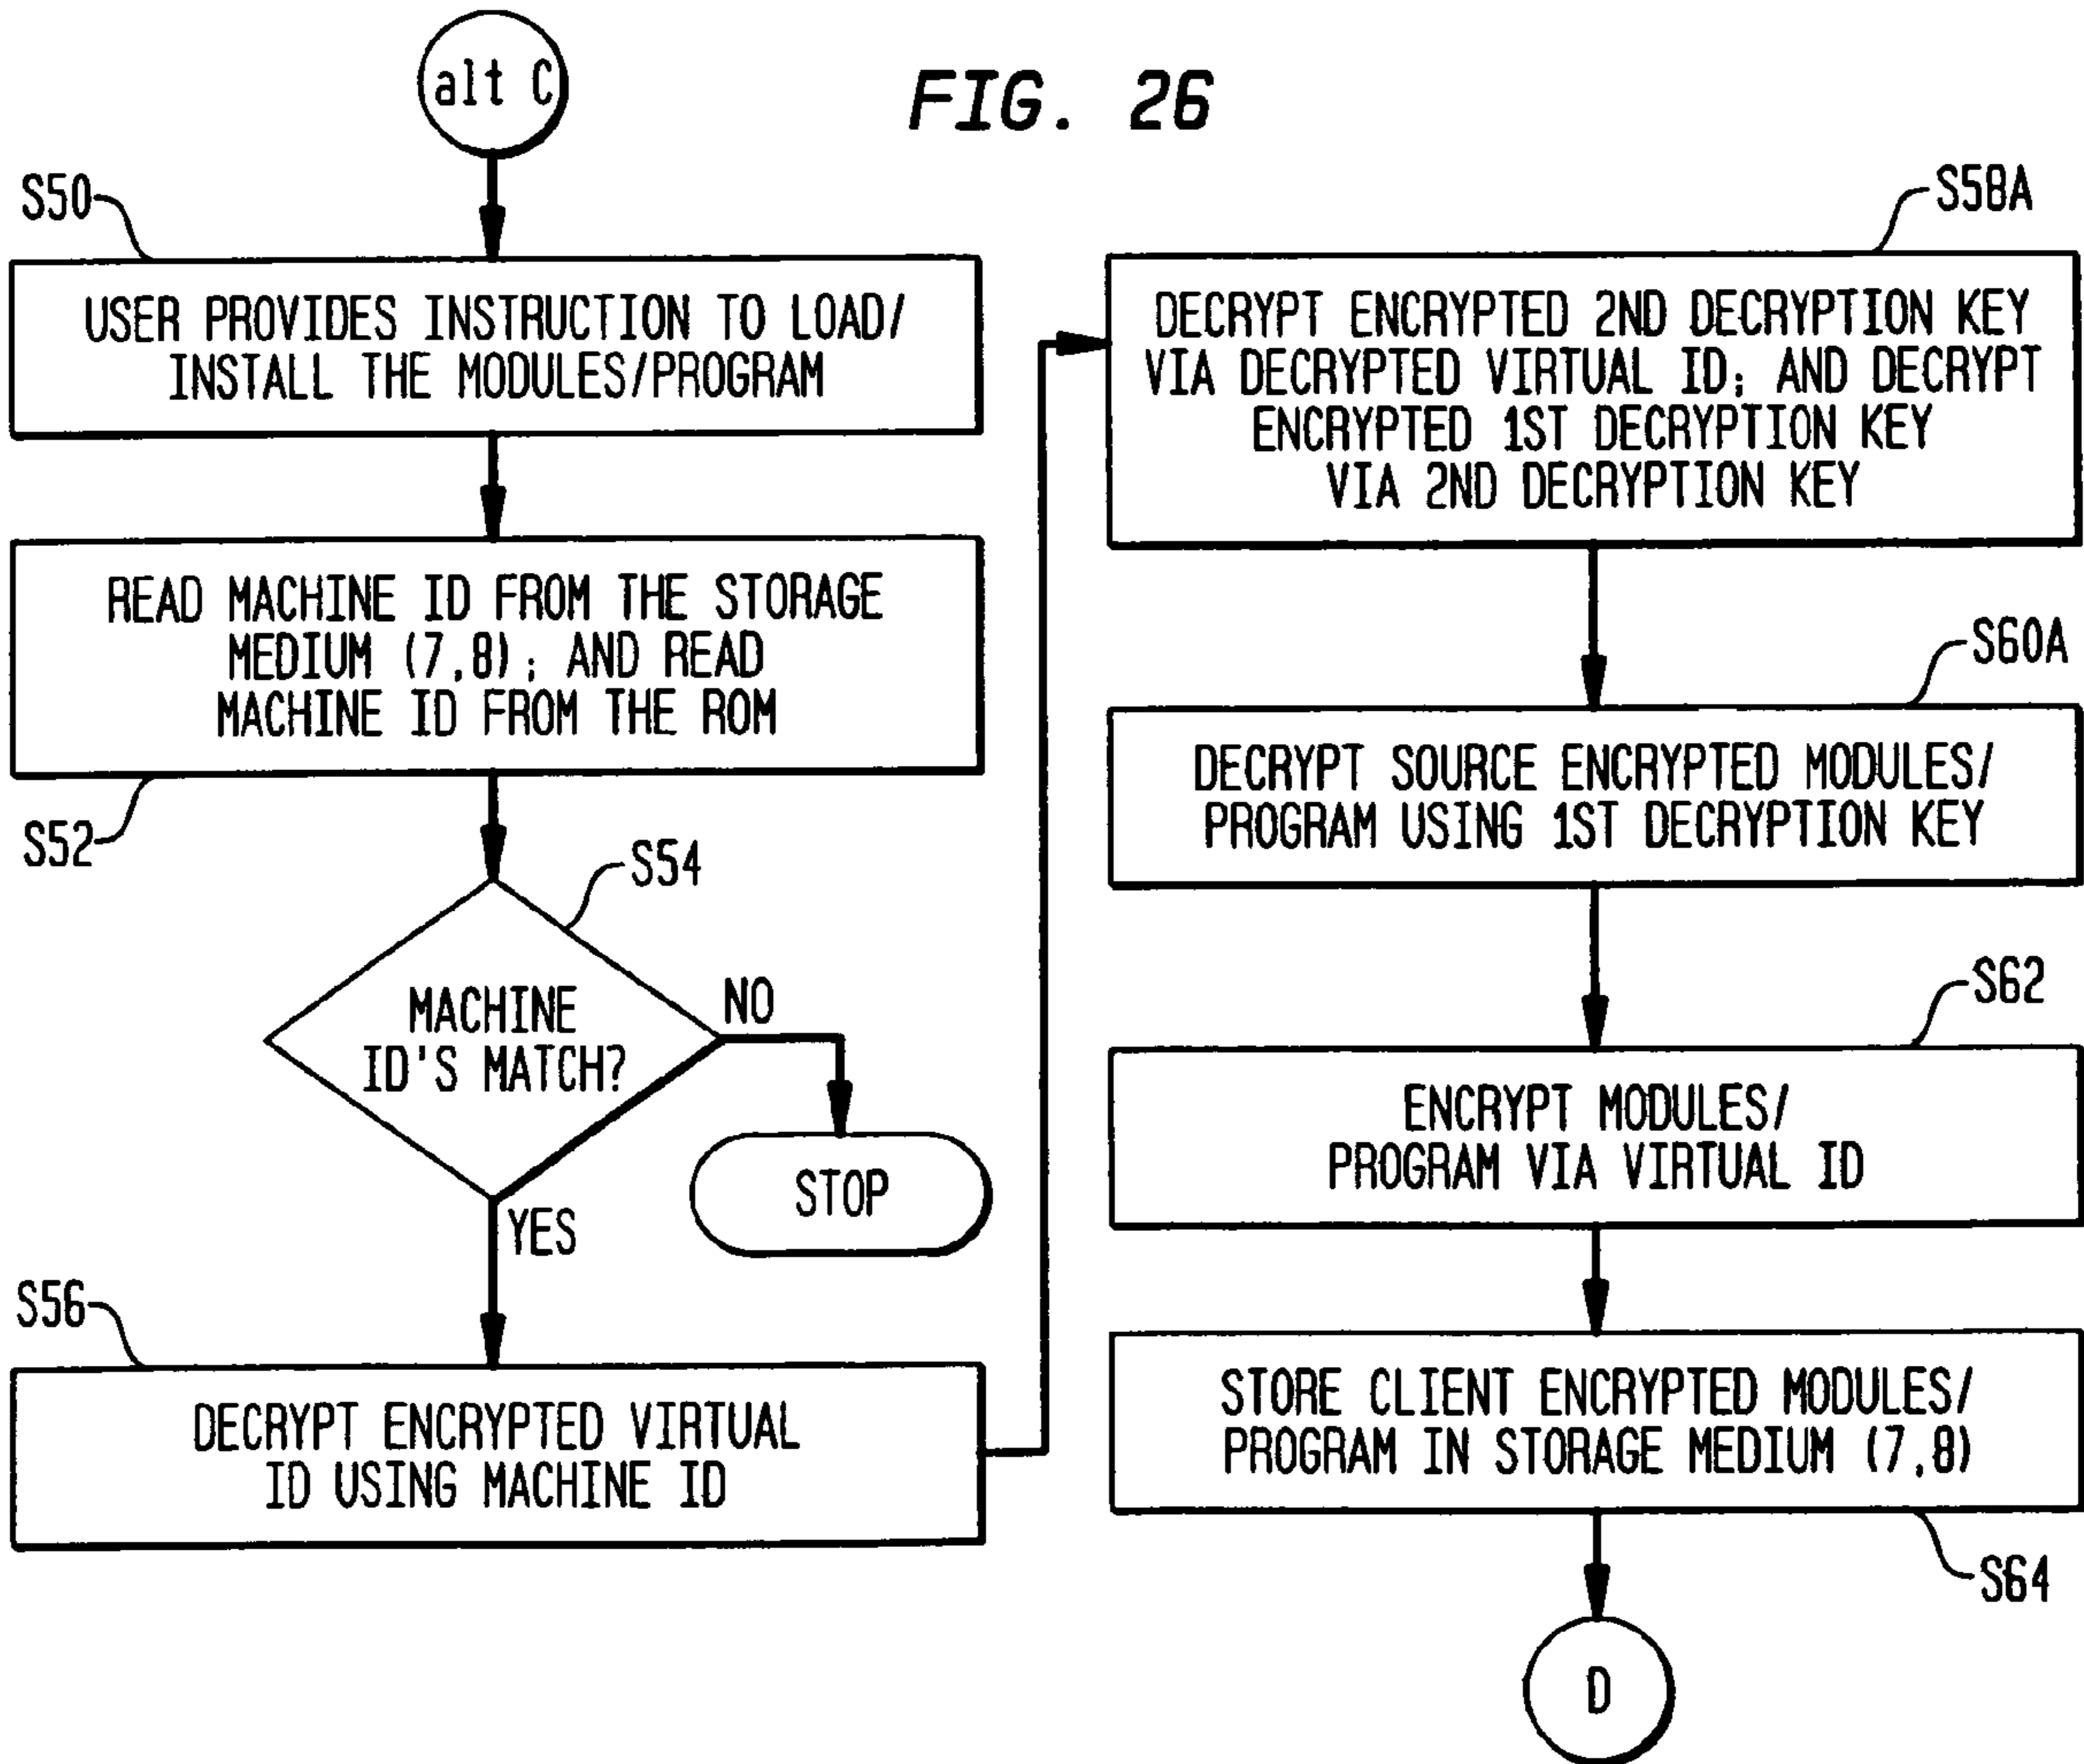 alt C
FIG. 26
S50
USER PROVIDES INSTRUCTION TO LOAD/
INSTALL THE MODULES/PROGRAM
READ MACHINE ID FROM THE STORAGE
MEDIUM (7,8); AND READ
MACHINE ID FROM THE ROM
S52
S54
MACHINE
ID'S MATCH?
NO
STOP
YES
S56
DECRYPT ENCRYPTED VIRTUAL
ID USING MACHINE ID
S58A
DECRYPT ENCRYPTED 2ND DECRYPTION KEY
VIA DECRYPTED VIRTUAL ID; AND DECRYPT
ENCRYPTED 1ST DECRYPTION KEY
VIA 2ND DECRYPTION KEY
S60A
DECRYPT SOURCE ENCRYPTED MODULES/
PROGRAM USING 1ST DECRYPTION KEY
S62
ENCRYPT MODULES/
PROGRAM VIA VIRTUAL ID
STORE CLIENT ENCRYPTED MODULES/
PROGRAM IN STORAGE MEDIUM (7,8)
S64
D